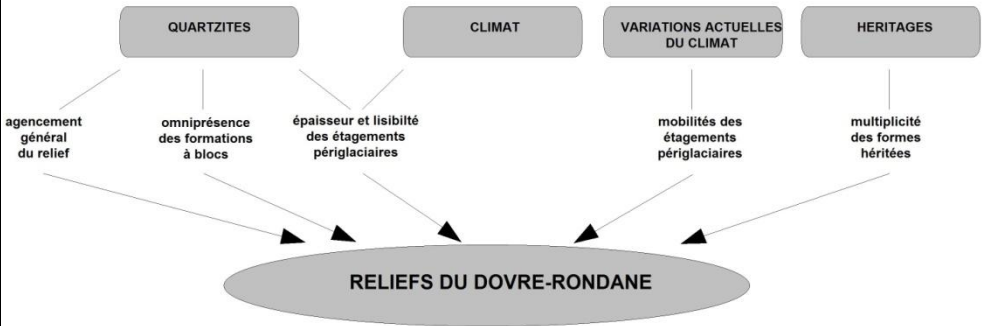 QUARTZITES
CLIMAT
VARIATIONS ACTUELLES
DU CLIMAT
HERITAGES
agencement
général
du relief
omniprésence
des formations
à blocs
épaisseur et lisibilté
des étagements
périglaciaires
mobilités des
étagements
périglaciaires
multiplicité
des formes
héritées
RELIEFS DU DOVRE-RONDANE